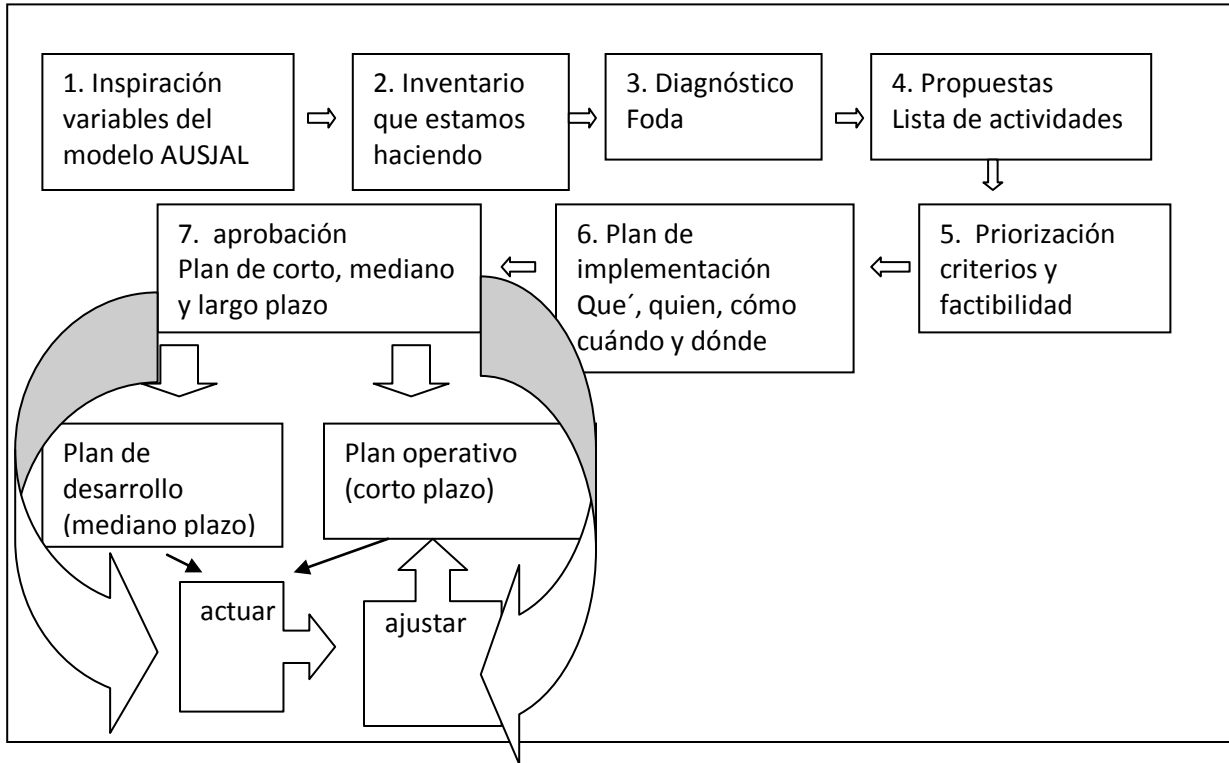 1. Inspiración
variables del
modelo AUSJAL
2. Inventario
que estamos
haciendo
3. Diagnóstico
Foda
4. Propuestas
Lista de actividades
5. Priorización
criterios y
factibilidad
6. Plan de
implementación
Que´, quien, cómo
cuándo y dónde
7. aprobación
Plan de corto, mediano
y largo plazo
Plan de
desarrollo
(mediano plazo)
Plan operativo
(corto plazo)
actuar
ajustar